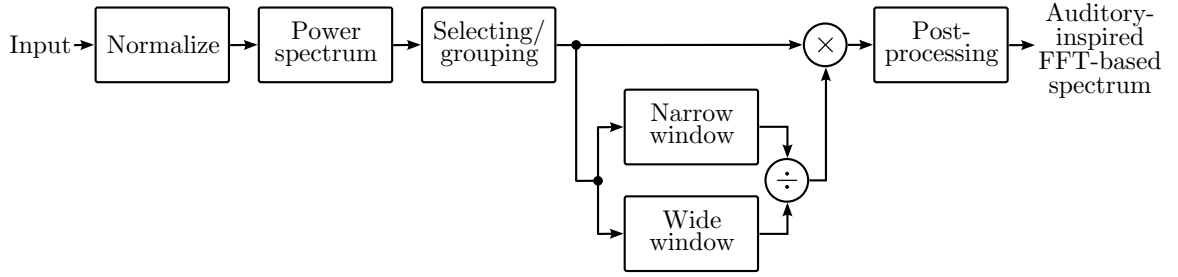 Input
Normalize
Power
spectrum
Selecting/
grouping
×
Post-
processing
Auditory-
inspired
FFT-based
spectrum
Narrow
window
÷
Wide
window